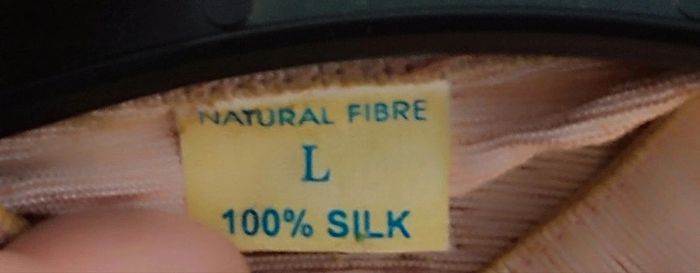 NATURAL FIBRE
L
100% SILK